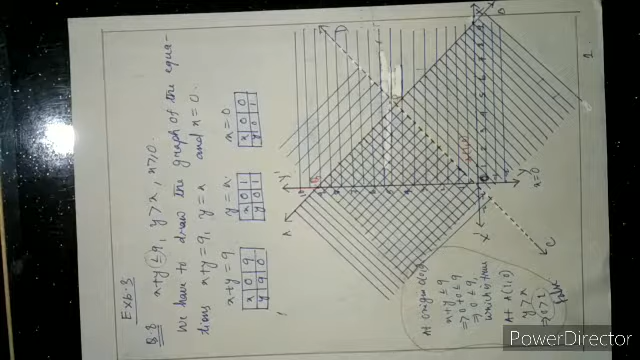 Ex 6.3
Q.8 x+y ≤ 9, y > x, x ≥ 0.
We have to draw the graph of the equa-
tions x+y = 9, y = x and x = 0.
x+y = 9 y = x x = 0
x 0 9
y 9 0
x 0 1
y 0 1
x 0 0
y 0 1
At origin
x+y ≤ 9
⇒ 0+0 ≤ 9
⇒ 0 ≤ 9,
which is true
At A(1,0)
y > x
⇒ 0 > 1
false
A
Y'
D
X
B
X'
Y
x=0
C
PowerDirector